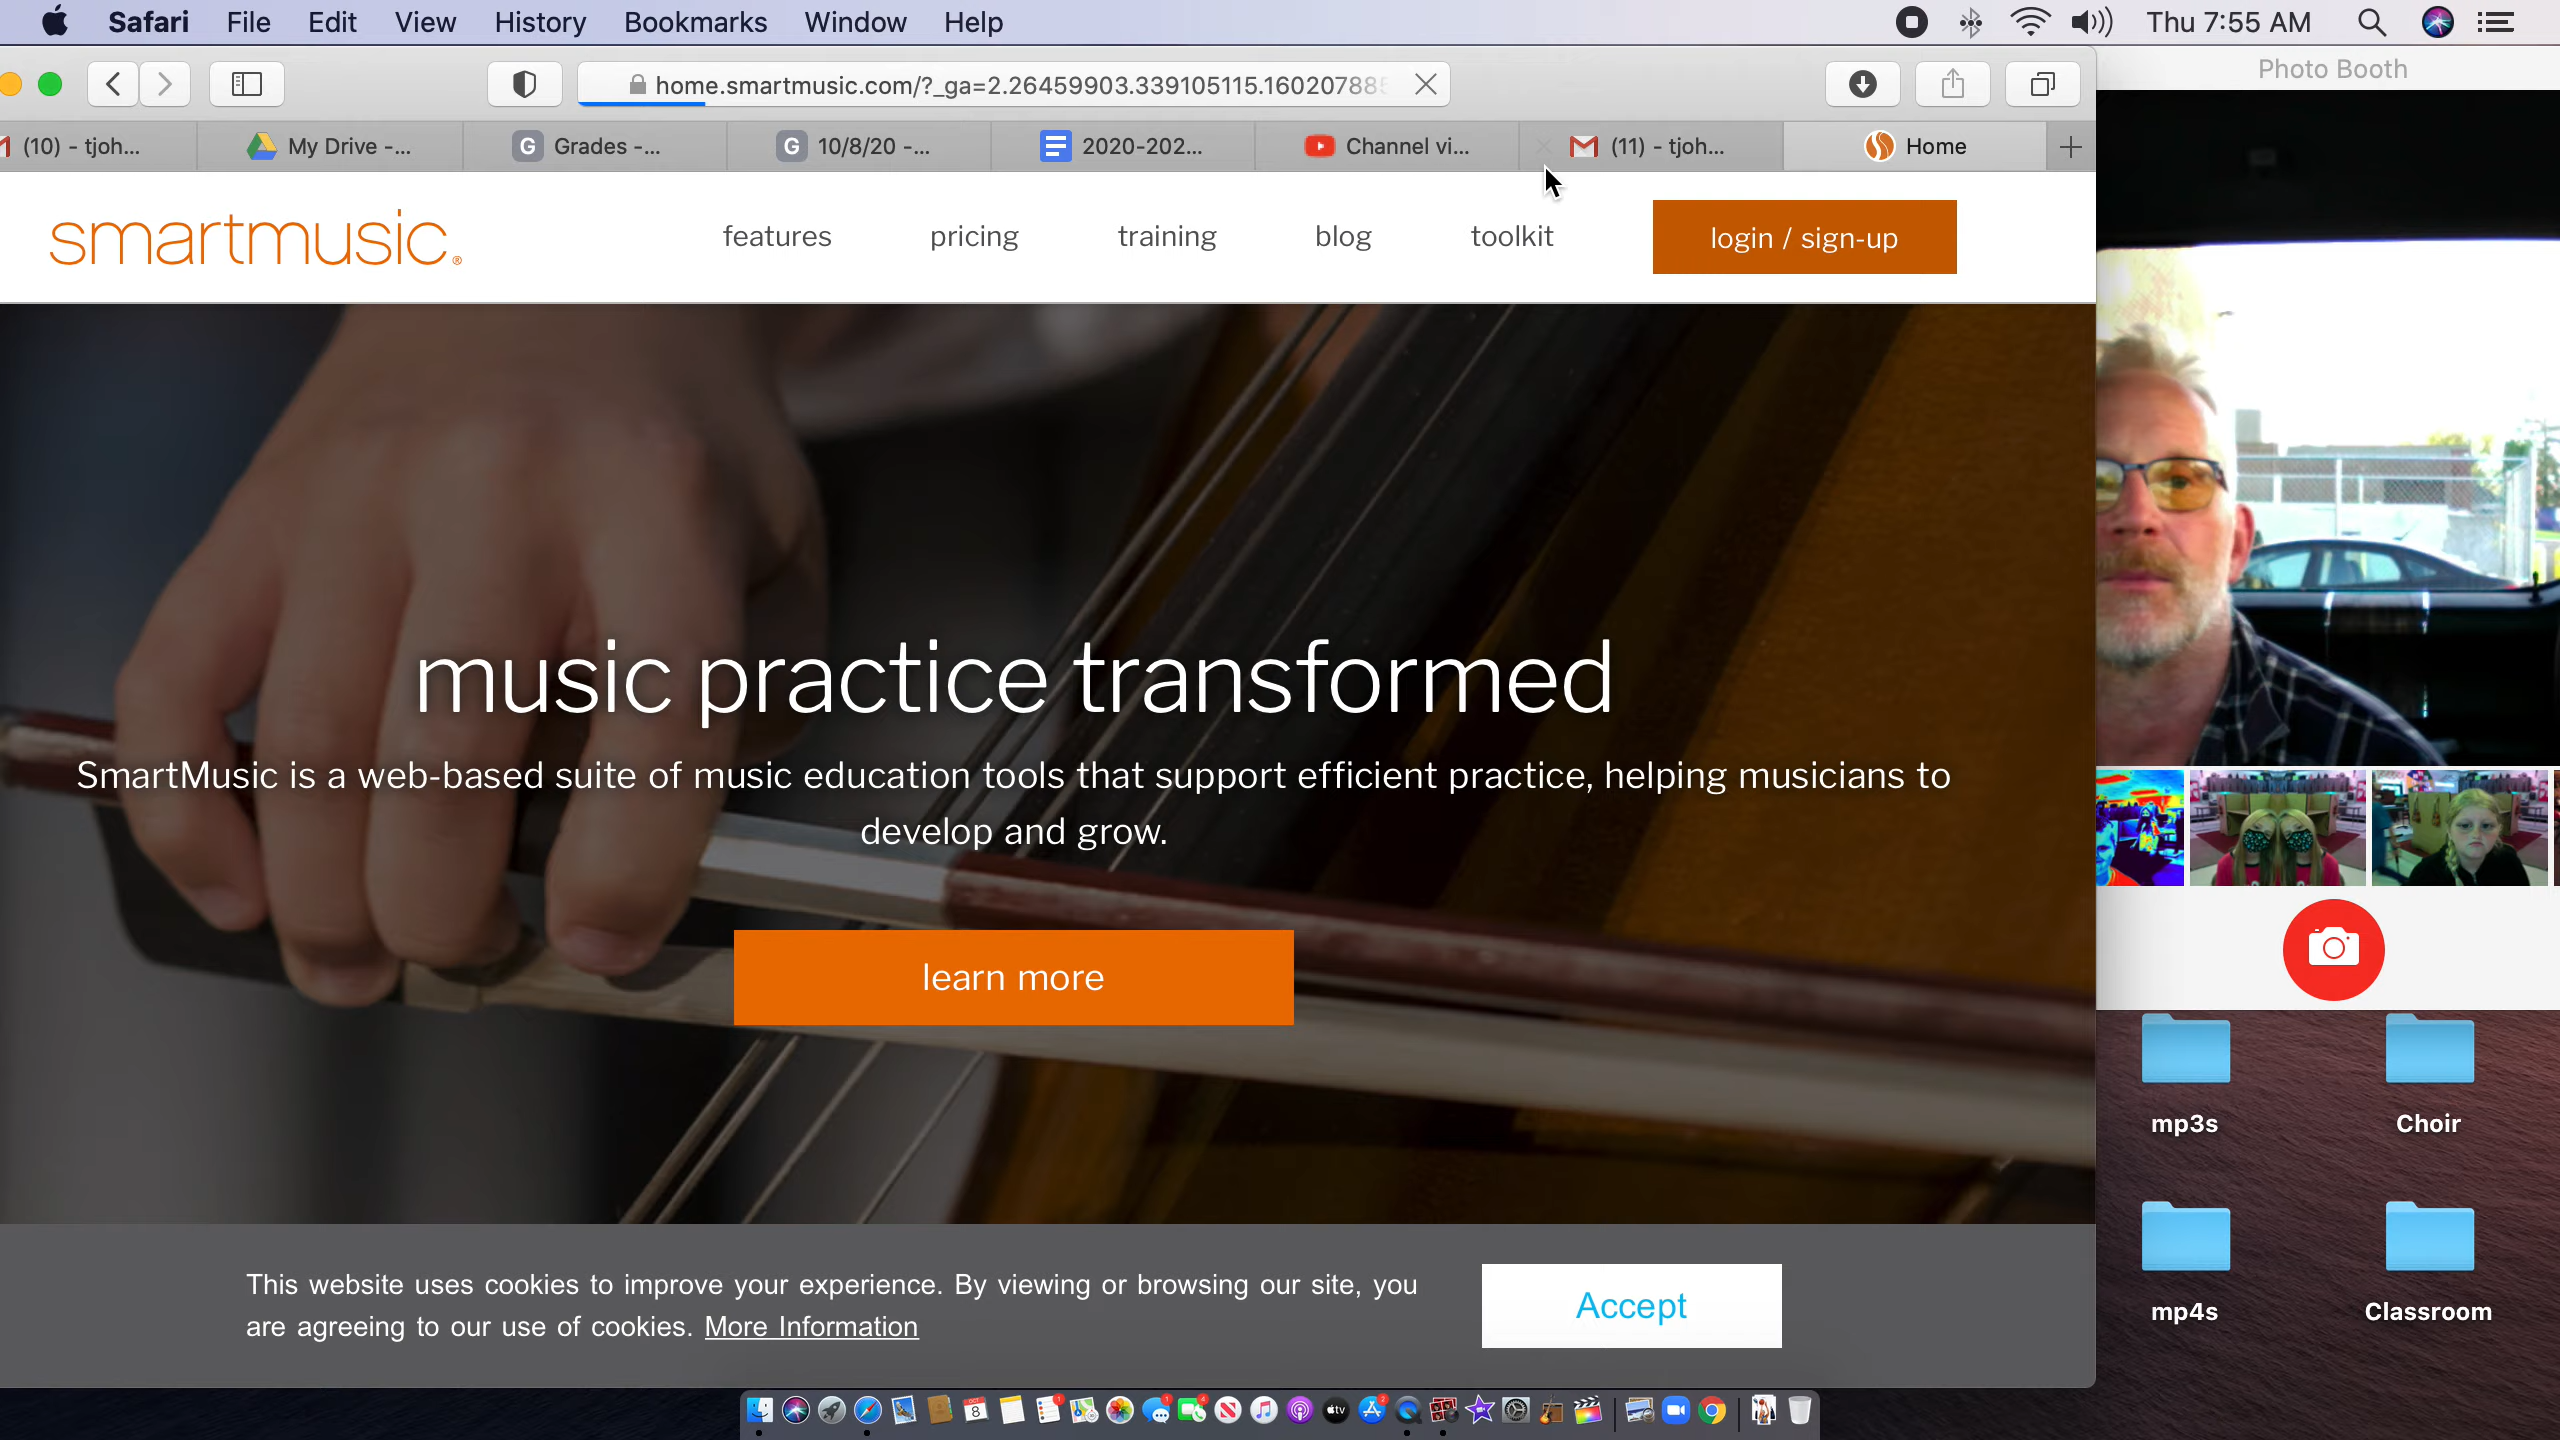 Safari File Edit View History Bookmarks Window Help Thu 7:55 AM
Photo Booth
home.smartmusic.com/?_ga=2.26459903.339105115.160207885
(10) - tjoh... My Drive -... Grades -... 10/8/20 -... 2020-202... Channel vi... (11) - tjoh... Home
smartmusic® features pricing training blog toolkit login / sign-up
music practice transformed
SmartMusic is a web-based suite of music education tools that support efficient practice, helping musicians to
develop and grow.
learn more
mp3s Choir
mp4s Classroom
This website uses cookies to improve your experience. By viewing or browsing our site, you
are agreeing to our use of cookies. More Information
Accept